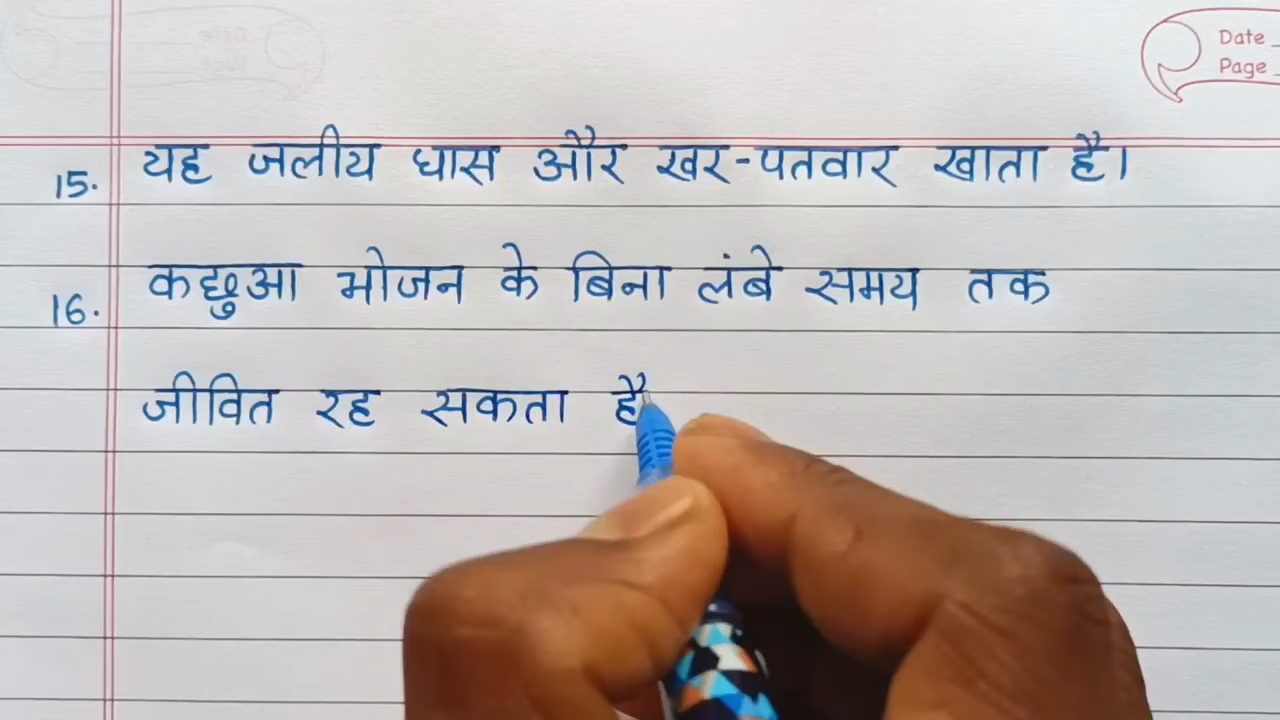 Date
Page
15. यह जलीय घास और खर-पतवार खाता है।
16. कछुआ भोजन के बिना लंबे समय तक
जीवित रह सकता है